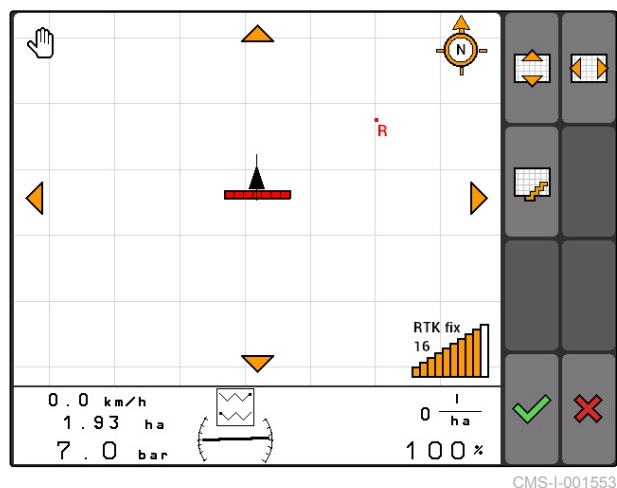 N
R
RTK fix
16
0.0 km/h
1.93 ha
7.0 bar
0 l/ha
100%
CMS-I-001553